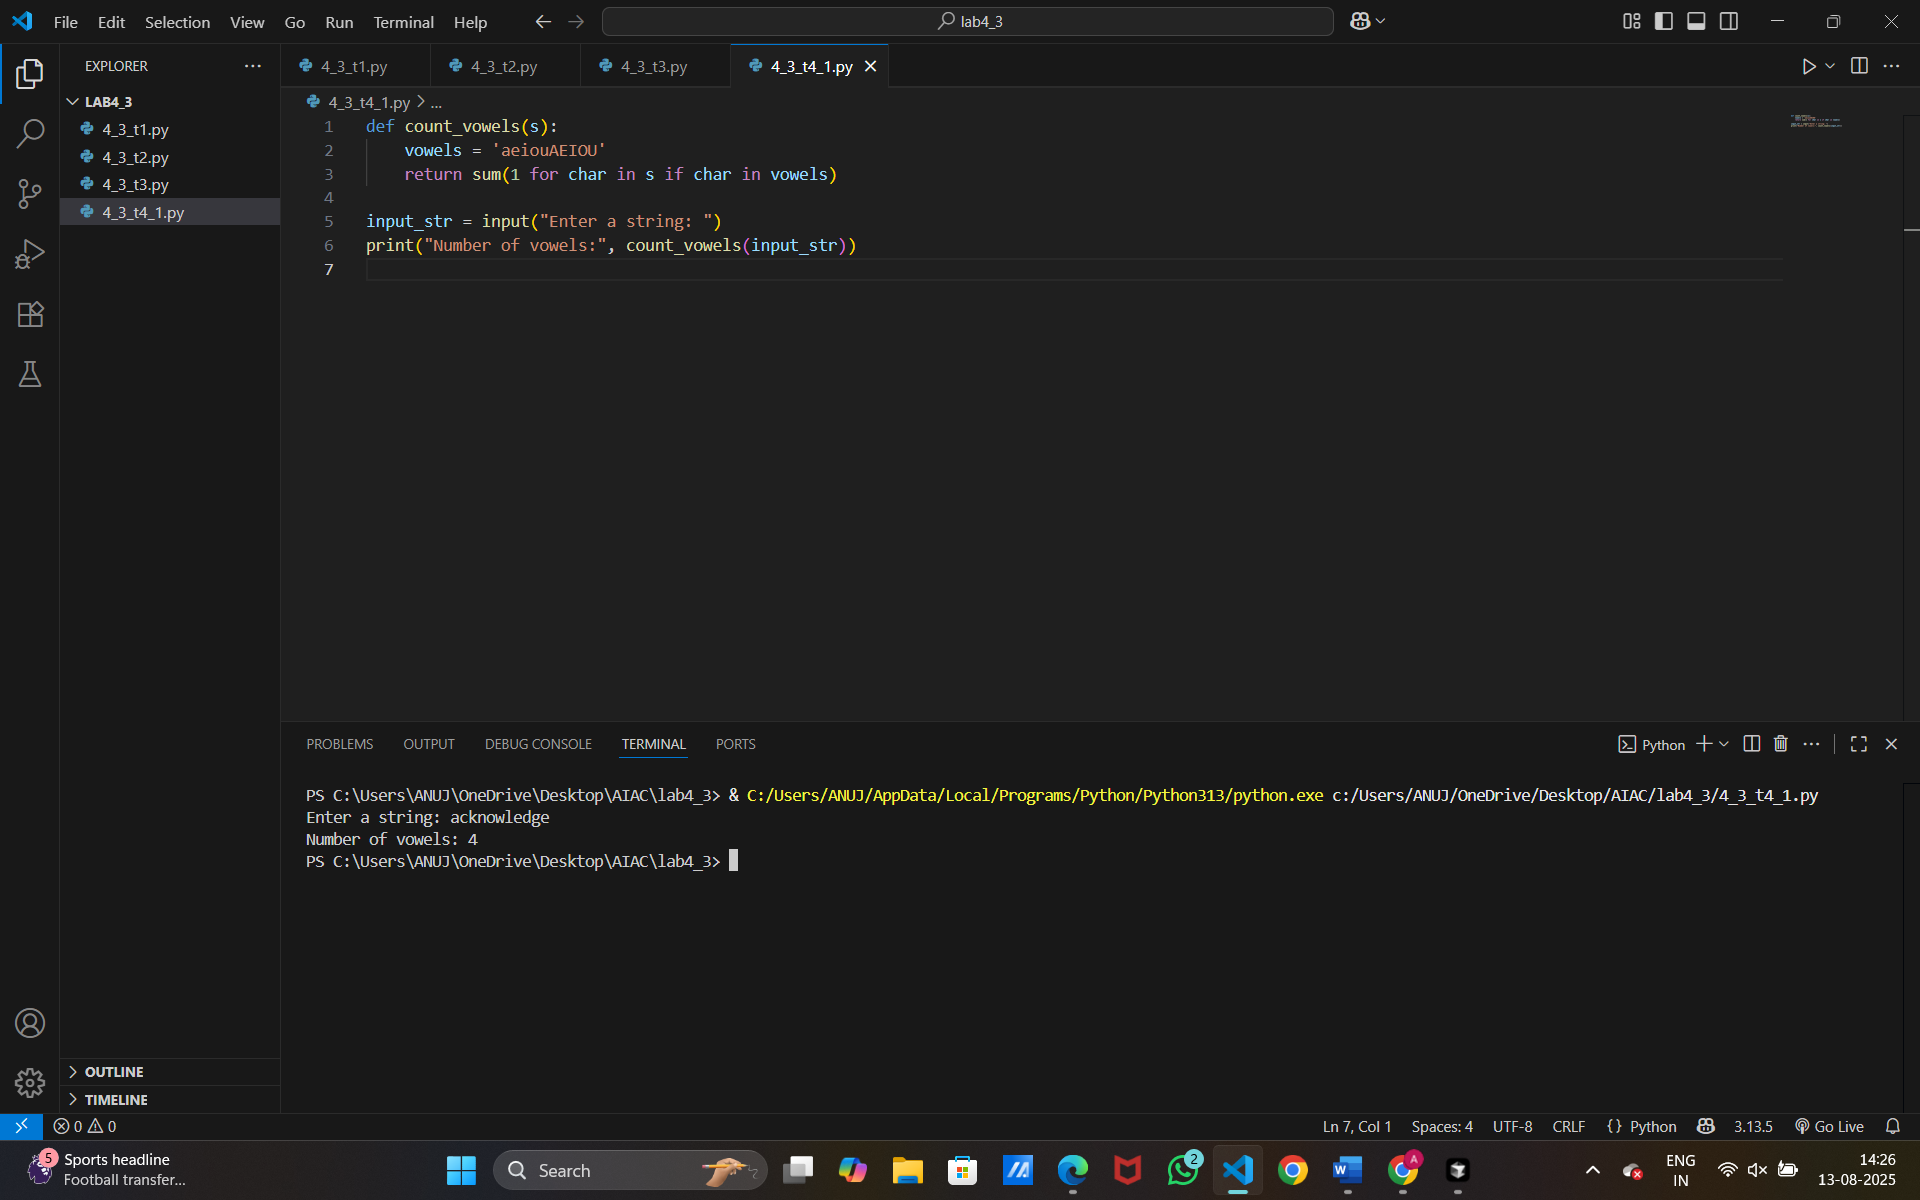 File Edit Selection View Go Run Terminal Help
lab4_3
EXPLORER
LAB4_3
4_3_t1.py
4_3_t2.py
4_3_t3.py
4_3_t4_1.py
OUTLINE
TIMELINE
4_3_t1.py 4_3_t2.py 4_3_t3.py 4_3_t4_1.py
4_3_t4_1.py > ...
1 def count_vowels(s):
2     vowels = 'aeiouAEIOU'
3     return sum(1 for char in s if char in vowels)
4
5 input_str = input("Enter a string: ")
6 print("Number of vowels:", count_vowels(input_str))
7
PROBLEMS OUTPUT DEBUG CONSOLE TERMINAL PORTS
Python
PS C:\Users\ANUJ\OneDrive\Desktop\AIAC\lab4_3> & C:/Users/ANUJ/AppData/Local/Programs/Python/Python313/python.exe c:/Users/ANUJ/OneDrive/Desktop/AIAC/lab4_3/4_3_t4_1.py
Enter a string: acknowledge
Number of vowels: 4
PS C:\Users\ANUJ\OneDrive\Desktop\AIAC\lab4_3>
0 0 Ln 7, Col 1 Spaces: 4 UTF-8 CRLF {} Python 3.13.5 Go Live
5
Sports headline
Football transfer...
Search
2
A
ENG
IN
14:26
13-08-2025